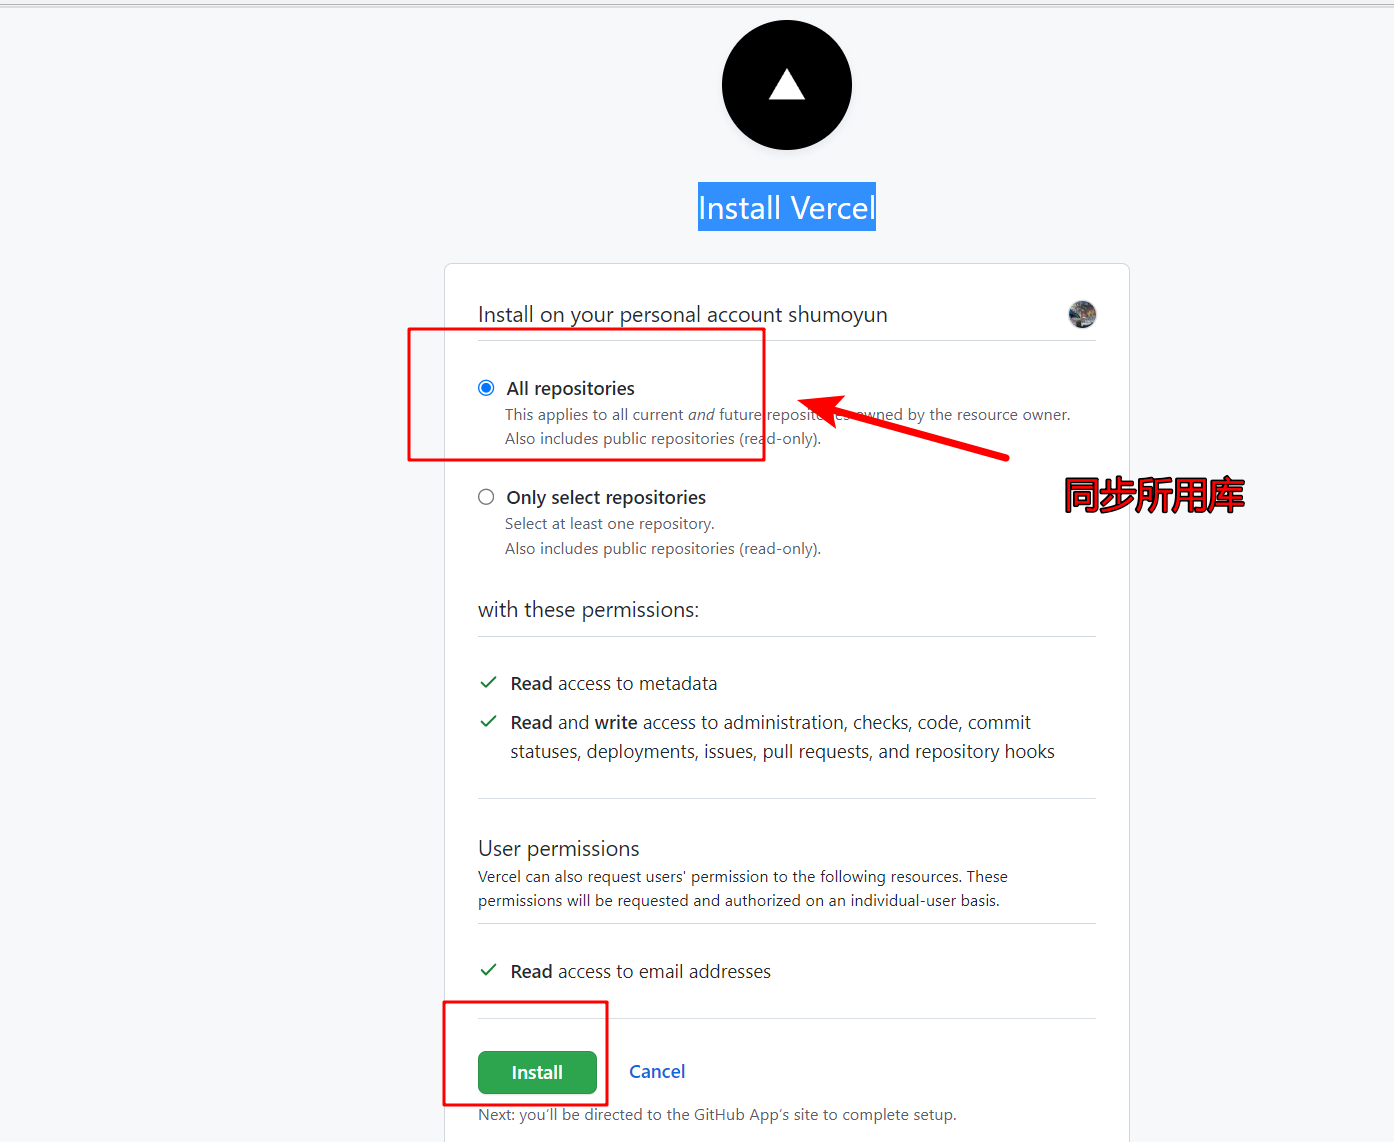 Install Vercel
Install on your personal account shumoyun
All repositories
This applies to all current and future repositories owned by the resource owner.
Also includes public repositories (read-only).
同步所用库
Only select repositories
Select at least one repository.
Also includes public repositories (read-only).
with these permissions:
Read access to metadata
Read and write access to administration, checks, code, commit
statuses, deployments, issues, pull requests, and repository hooks
User permissions
Vercel can also request users' permission to the following resources. These
permissions will be requested and authorized on an individual-user basis.
Read access to email addresses
Install Cancel
Next: you'll be directed to the GitHub App's site to complete setup.